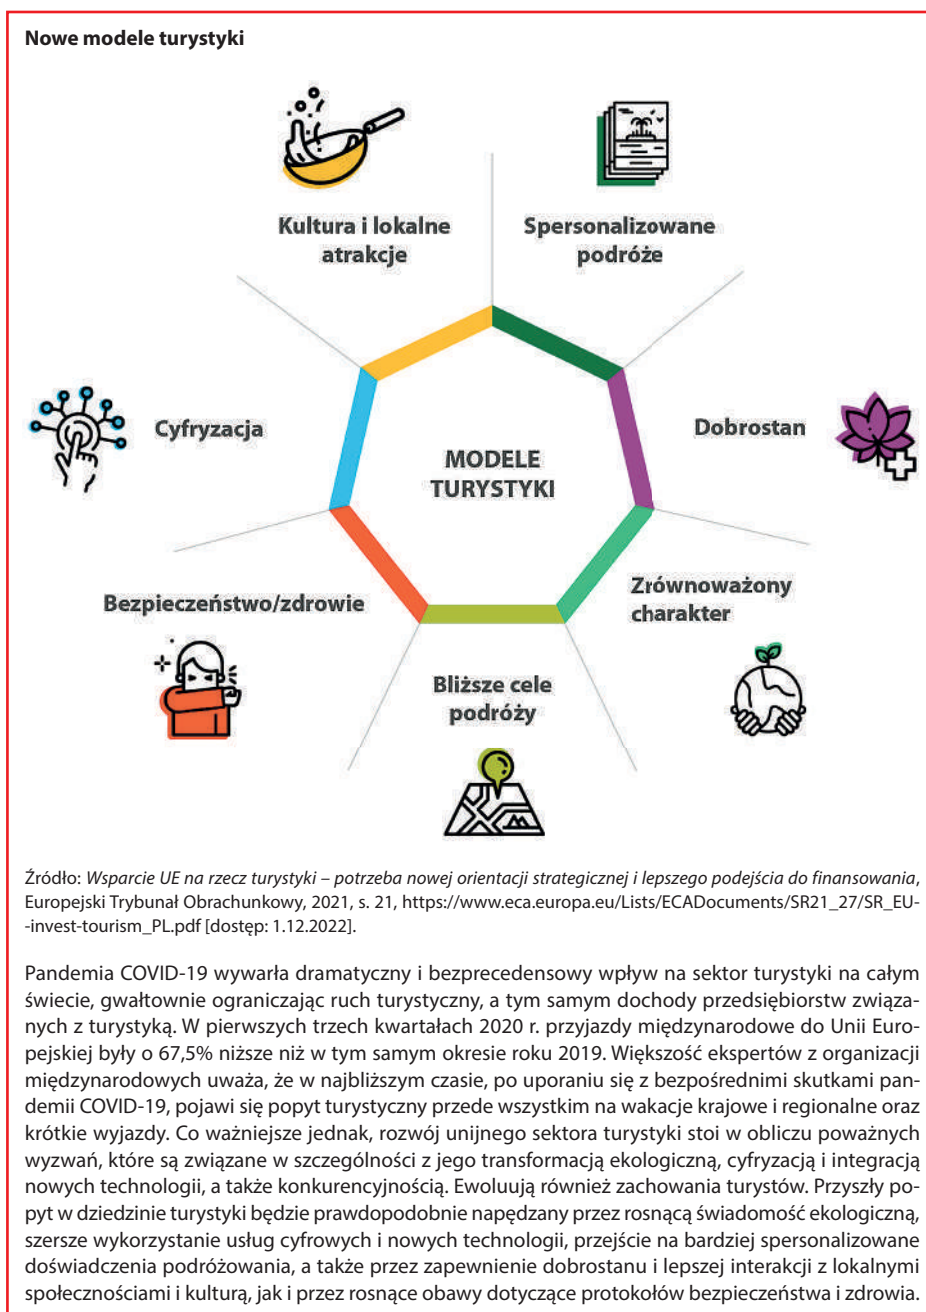 Nowe modele turystyki
Kultura i lokalne
atrakcje
Spersonalizowane
podróże
Cyfryzacja
Dobrostan
MODELE
TURYSTYKI
Bezpieczeństwo/zdrowie
Zrównoważony
charakter
Bliższe cele
podróży
Źródło: Wsparcie UE na rzecz turystyki – potrzeba nowej orientacji strategicznej i lepszego podejścia do finansowania,
Europejski Trybunał Obrachunkowy, 2021, s. 21, https://www.eca.europa.eu/Lists/ECADocuments/SR21_27/SR_EU-
-invest-tourism_PL.pdf [dostęp: 1.12.2022].
Pandemia COVID-19 wywarła dramatyczny i bezprecedensowy wpływ na sektor turystyki na całym
świecie, gwałtownie ograniczając ruch turystyczny, a tym samym dochody przedsiębiorstw związa-
nych z turystyką. W pierwszych trzech kwartałach 2020 r. przyjazdy międzynarodowe do Unii Euro-
pejskiej były o 67,5% niższe niż w tym samym okresie roku 2019. Większość ekspertów z organizacji
międzynarodowych uważa, że w najbliższym czasie, po uporaniu się z bezpośrednimi skutkami pan-
demii COVID-19, pojawi się popyt turystyczny przede wszystkim na wakacje krajowe i regionalne oraz
krótkie wyjazdy. Co ważniejsze jednak, rozwój unijnego sektora turystyki stoi w obliczu poważnych
wyzwań, które są związane w szczególności z jego transformacją ekologiczną, cyfryzacją i integracją
nowych technologii, a także konkurencyjnością. Ewoluują również zachowania turystów. Przyszły po-
pyt w dziedzinie turystyki będzie prawdopodobnie napędzany przez rosnącą świadomość ekologiczną,
szersze wykorzystanie usług cyfrowych i nowych technologii, przejście na bardziej spersonalizowane
doświadczenia podróżowania, a także przez zapewnienie dobrostanu i lepszej interakcji z lokalnymi
społecznościami i kulturą, jak i przez rosnące obawy dotyczące protokołów bezpieczeństwa i zdrowia.